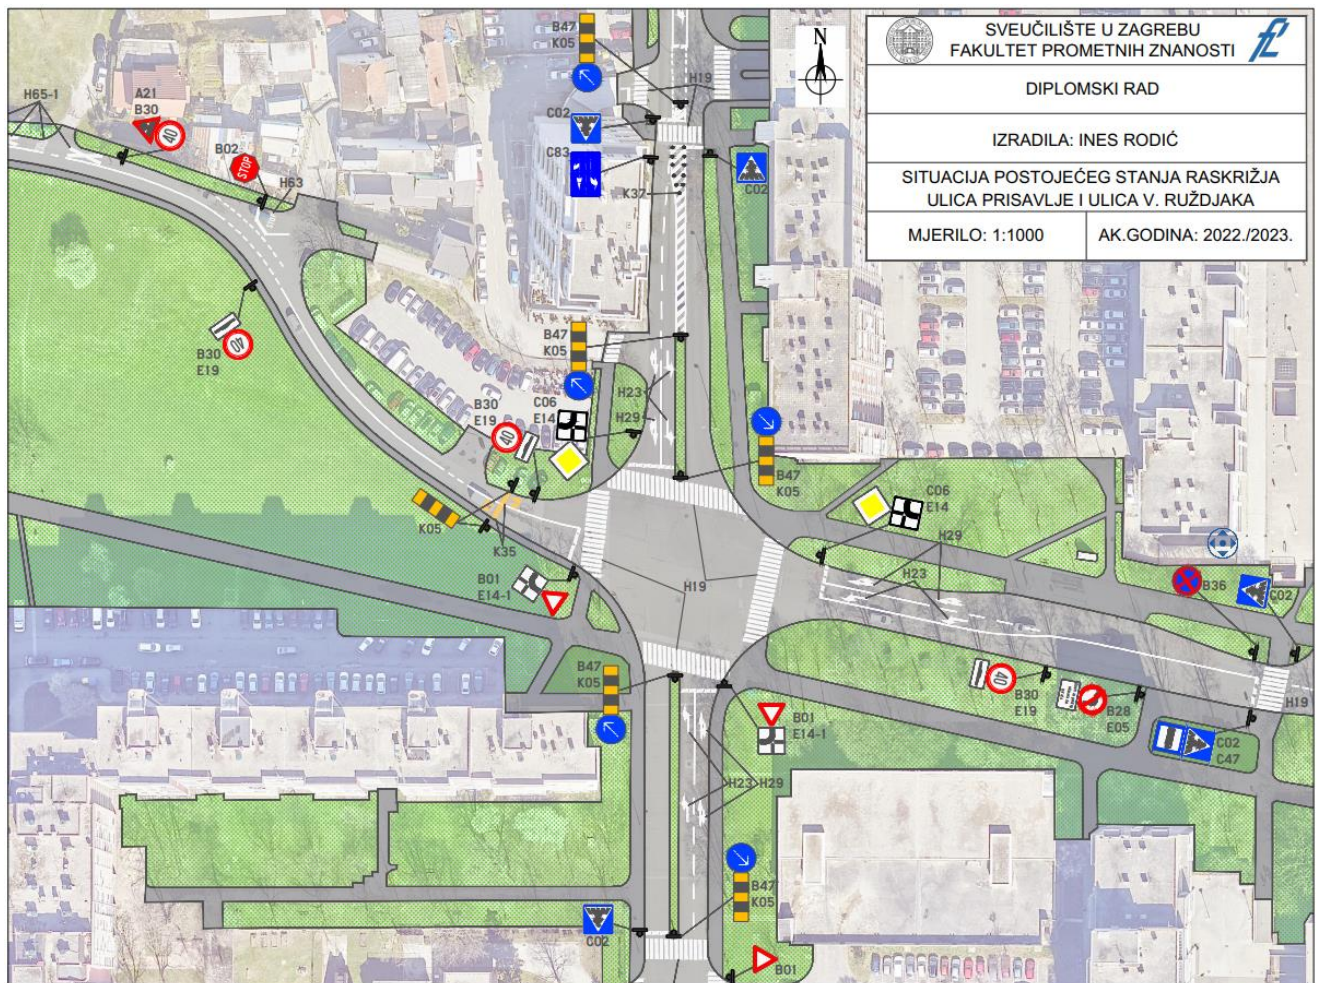 SVEUČILIŠTE U ZAGREBU
FAKULTET PROMETNIH ZNANOSTI
DIPLOMSKI RAD
IZRADILA: INES RODIĆ
SITUACIJA POSTOJEĆEG STANJA RASKRIŽJA
ULICA PRISAVLJE I ULICA V. RUŽDJAKA
MJERILO: 1:1000
AK.GODINA: 2022./2023.
N
B47
K05
H19
H65-1
A21
B30
40
C02
C83
B02
STOP
H63
K37
C02
B30
E19
40
B47
K05
H23
H29
B30
E19
40
C06
E14
B47
K05
C06
E14
K05
K35
H29
H23
B01
E14-1
H19
B36
C02
B47
K05
B30
E19
40
B28
E05
H19
C02
C47
B01
E14-1
H23
H29
B47
K05
C02
B01